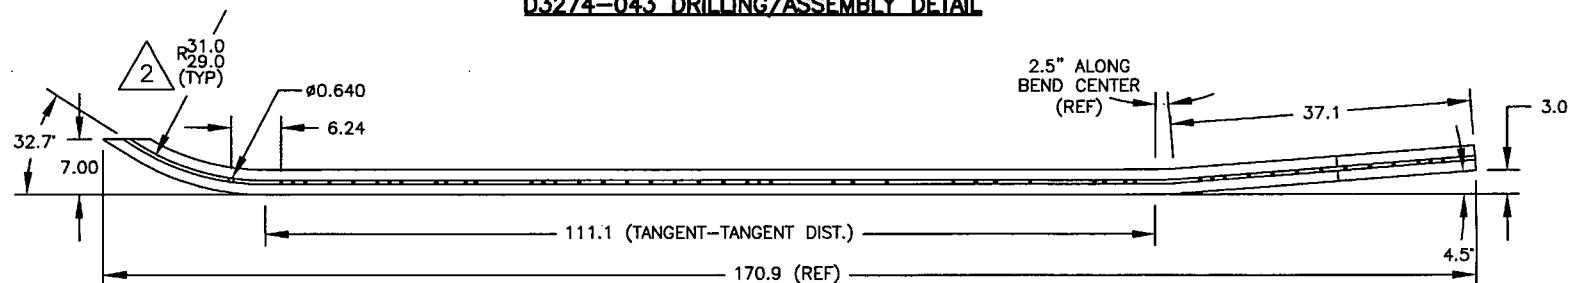 D3274-043 DRILLING/ASSEMBLY DETAIL
R31.0
29.0
(TYP)
2
ø0.640
6.24
2.5" ALONG
BEND CENTER
(REF)
37.1
3.0
32.7°
7.00
111.1 (TANGENT-TANGENT DIST.)
4.5°
170.9 (REF)